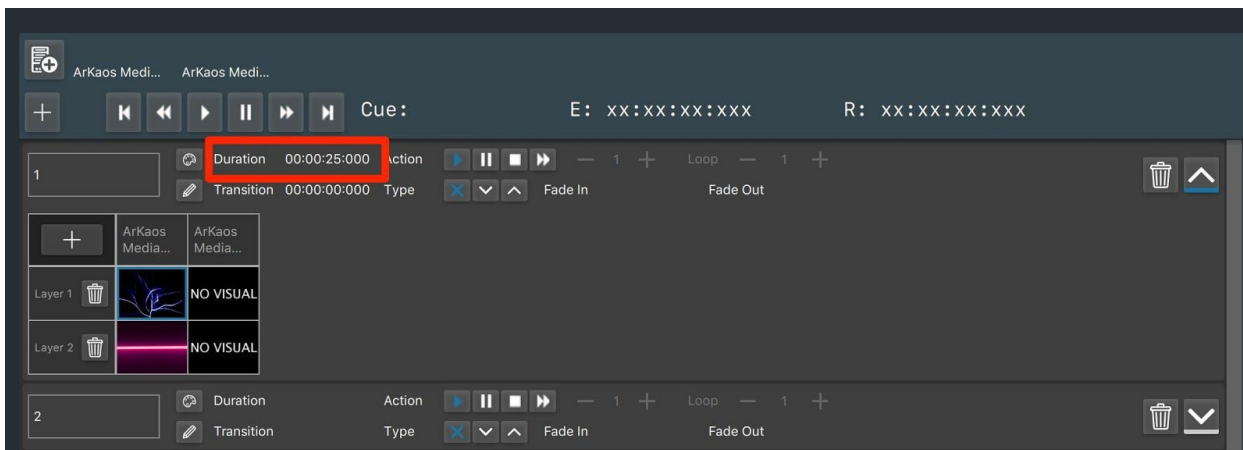 ArKaos Medi... ArKaos Medi...
Cue: E: xx:xx:xx:xxx R: xx:xx:xx:xxx
1 Duration 00:00:25:000 Action 1 Loop 1
Transition 00:00:00:000 Type Fade In Fade Out
ArKaos Media... ArKaos Media...
Layer 1 NO VISUAL
Layer 2 NO VISUAL
2 Duration Action 1 Loop 1
Transition Type Fade In Fade Out